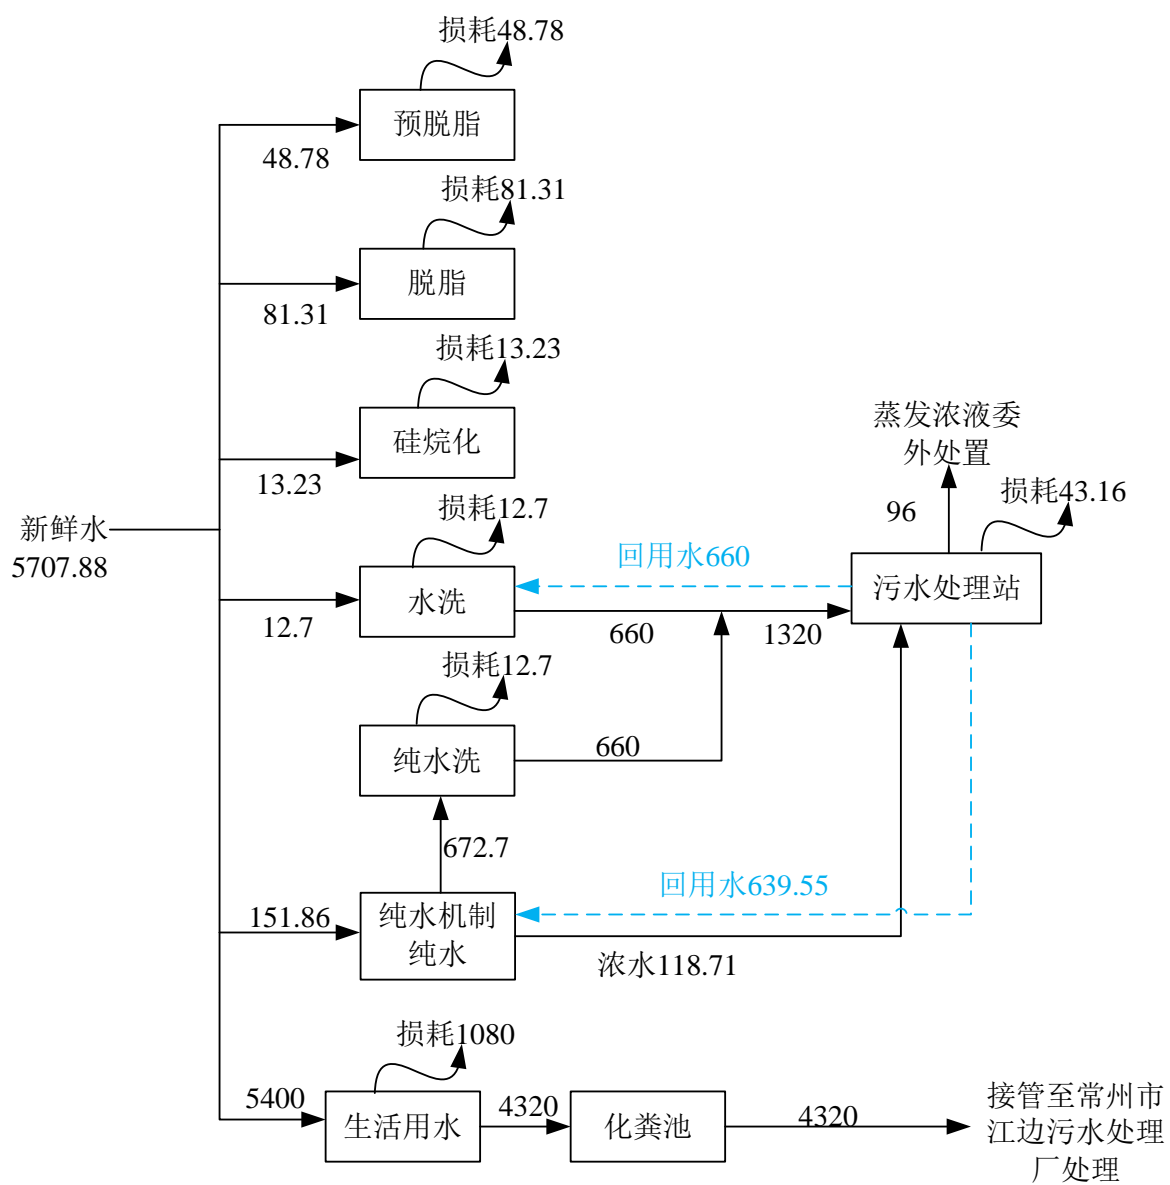 损耗48.78
预脱脂
48.78
损耗81.31
脱脂
81.31
损耗13.23
硅烷化
13.23
蒸发浓液委
外处置
96
损耗43.16
新鲜水
5707.88
损耗12.7
回用水660
水洗
污水处理站
12.7
660
1320
损耗12.7
纯水洗
660
672.7
回用水639.55
151.86
纯水机制
纯水
浓水118.71
损耗1080
5400
生活用水
4320
化粪池
4320
接管至常州市
江边污水处理
厂处理